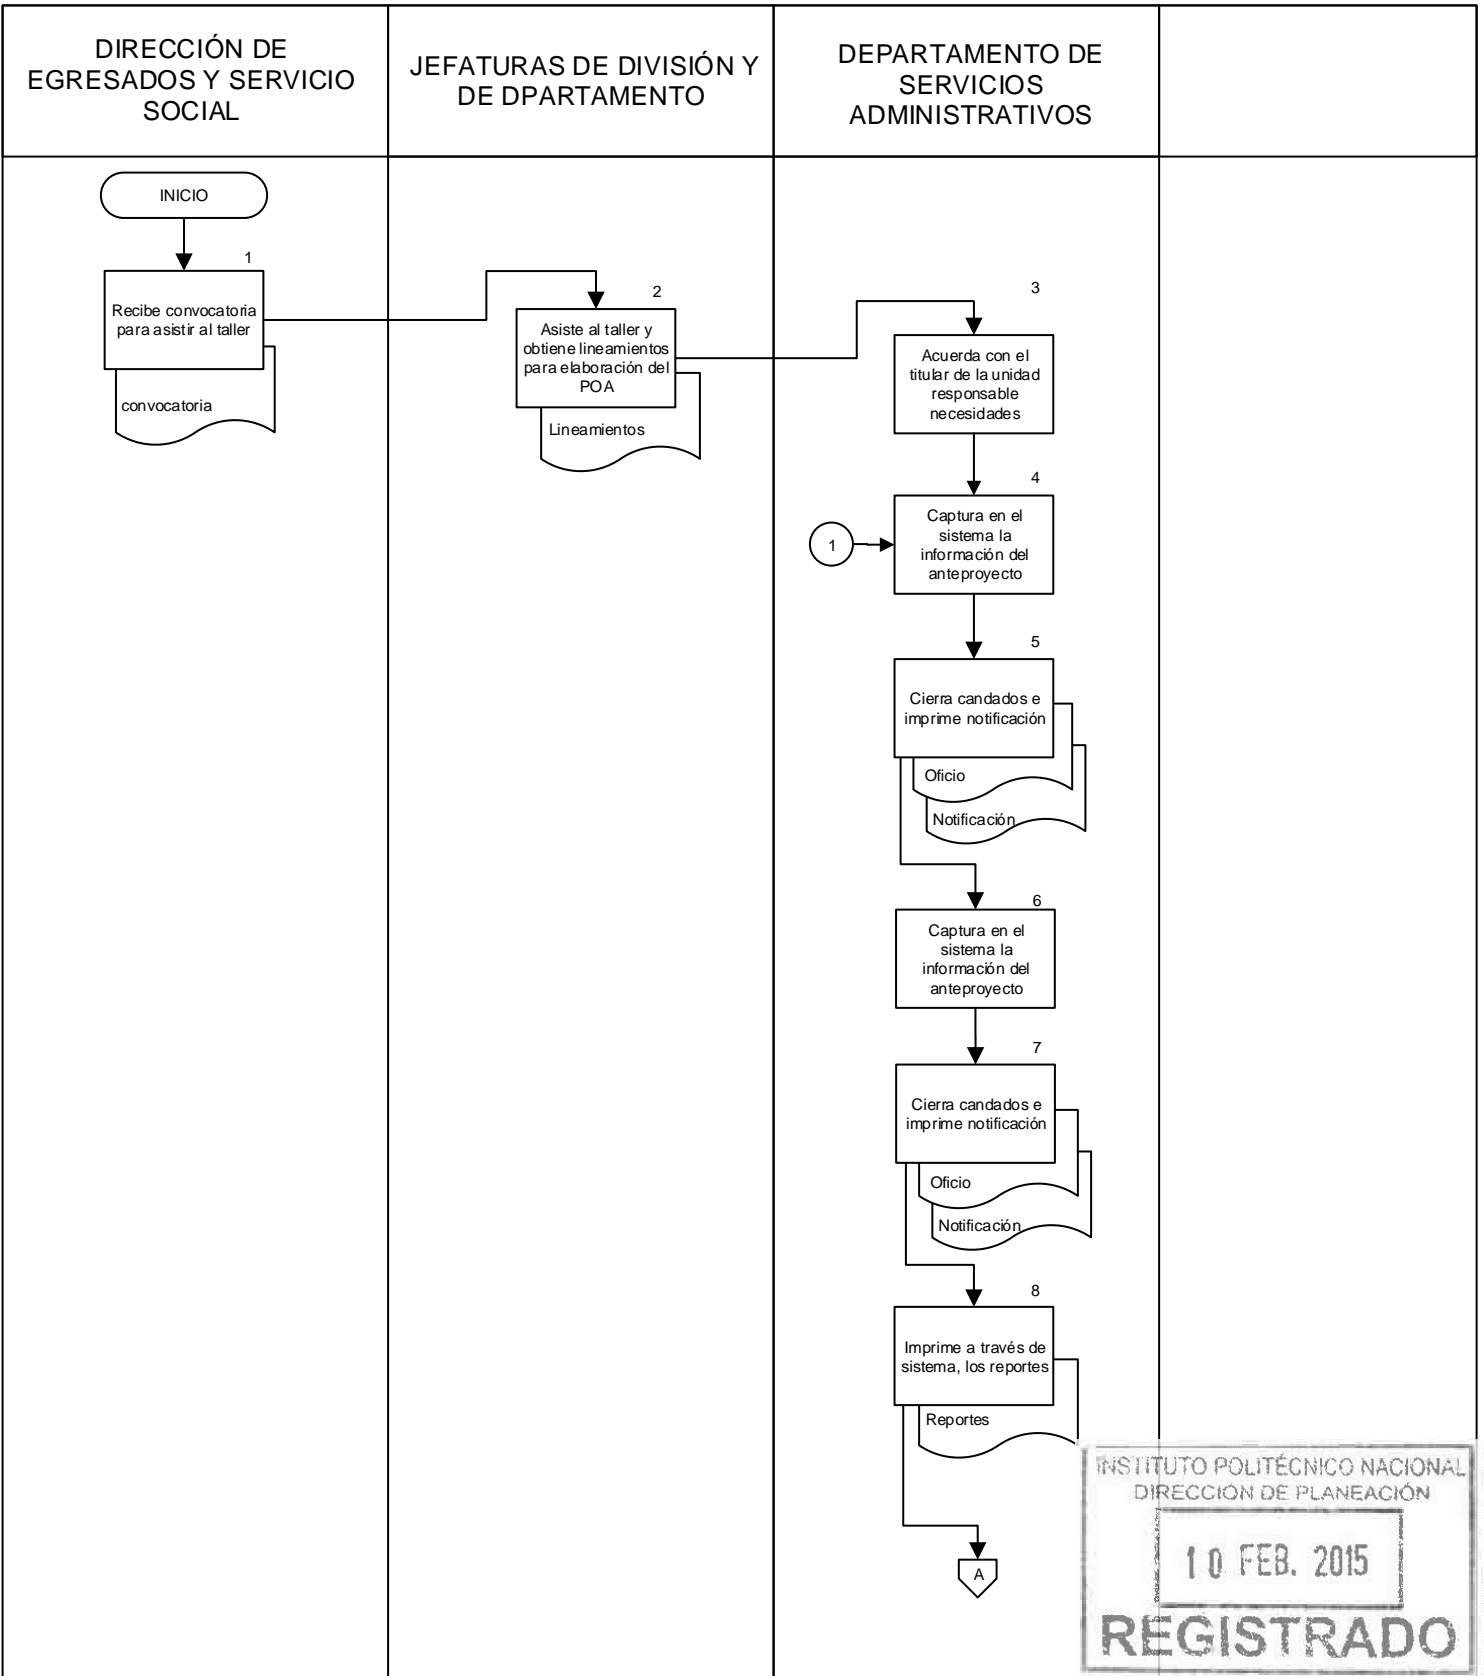 DIRECCIÓN DE
EGRESADOS Y SERVICIO
SOCIAL
JEFATURAS DE DIVISIÓN Y
DE DPARTAMENTO
DEPARTAMENTO DE
SERVICIOS
ADMINISTRATIVOS
INICIO
1
Recibe convocatoria
para asistir al taller
convocatoria
2
Asiste al taller y
obtiene lineamientos
para elaboración del
POA
Lineamientos
3
Acuerda con el
titular de la unidad
responsable
necesidades
4
1
Captura en el
sistema la
información del
anteproyecto
5
Cierra candados e
imprime notificación
Oficio
Notificación
6
Captura en el
sistema la
información del
anteproyecto
7
Cierra candados e
imprime notificación
Oficio
Notificación
8
Imprime a través de
sistema, los reportes
Reportes
A
INSTITUTO POLITÉCNICO NACIONAL
DIRECCIÓN DE PLANEACIÓN
10 FEB. 2015
REGISTRADO